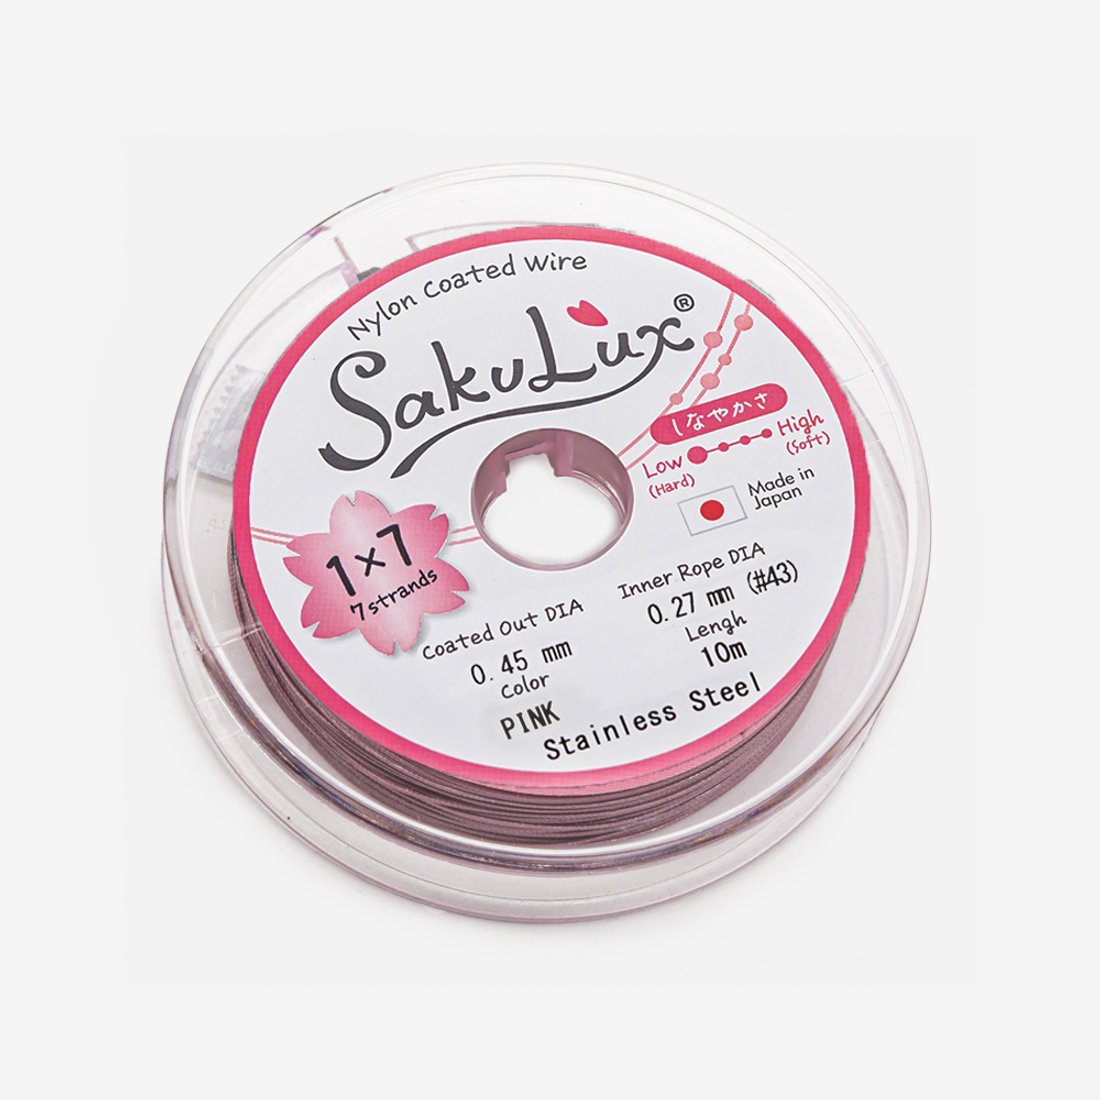 Nylon Coated Wire
SakuLux®
しなやかさ
Low High
(Hard) (Soft)
Made in
Japan
1×7
7 strands
Coated Out DIA
0.45 mm
Color
PINK
Inner Rope DIA
0.27 mm (#43)
Lengh
10m
Stainless Steel